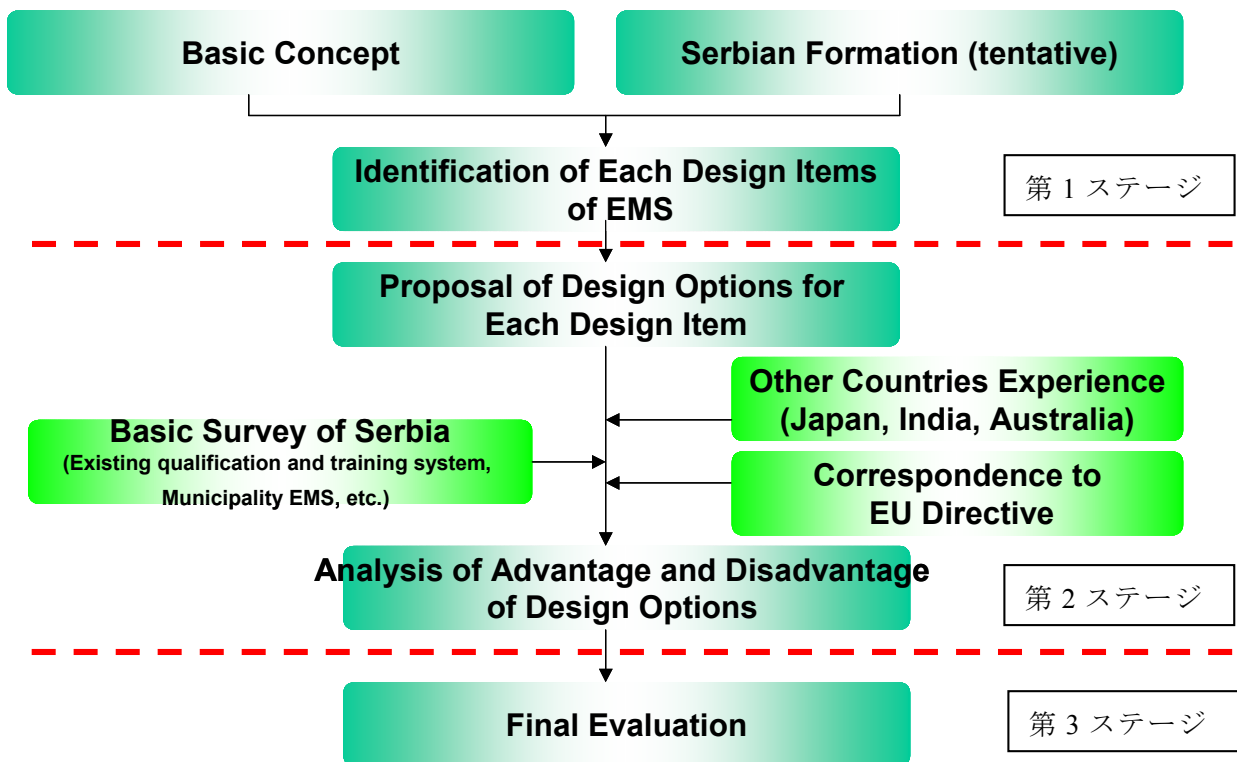 Basic Concept
Serbian Formation (tentative)
Identification of Each Design Items
of EMS
第 1 ステージ
Proposal of Design Options for
Each Design Item
Other Countries Experience
(Japan, India, Australia)
Basic Survey of Serbia
(Existing qualification and training system,
Municipality EMS, etc.)
Correspondence to
EU Directive
Analysis of Advantage and Disadvantage
of Design Options
第 2 ステージ
Final Evaluation
第 3 ステージ